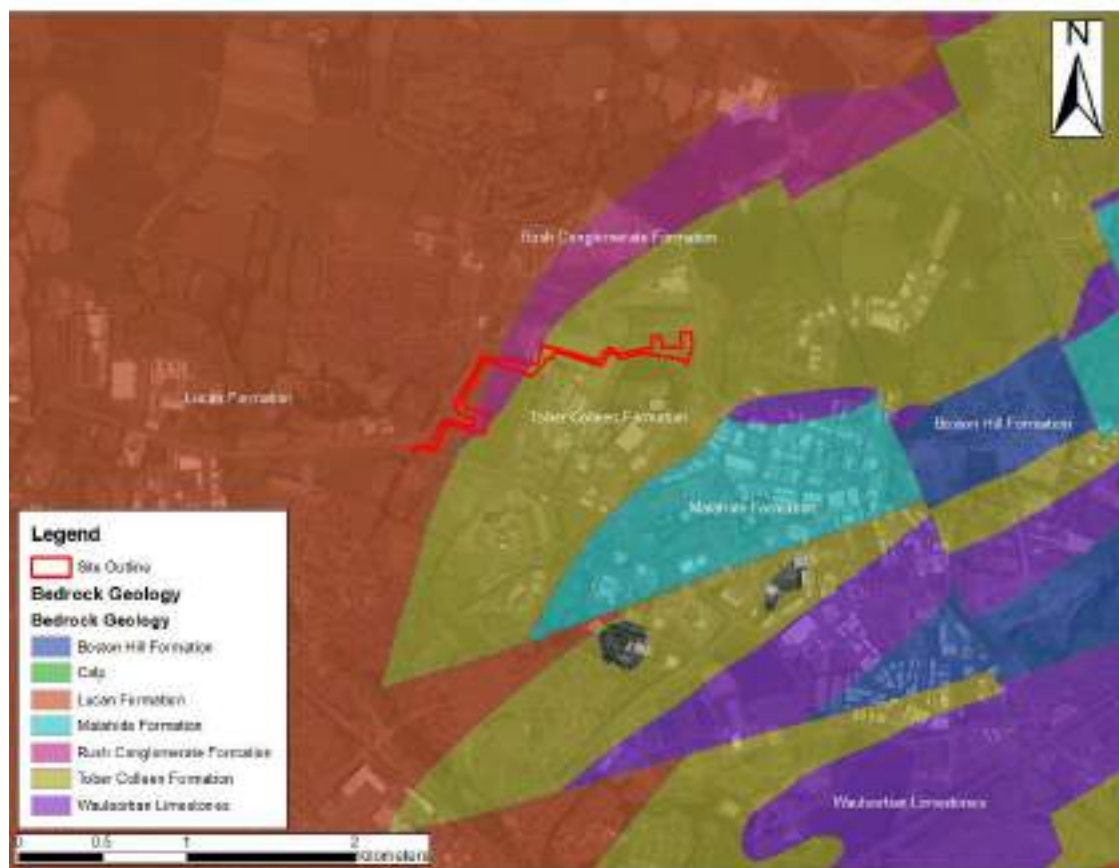 N
Rush Conglomerate Formation
Lucan Formation
Tober Colleen Formation
Boston Hill Formation
Malahide Formation
Waulsortian Limestones
Legend
Site Outline
Bedrock Geology
Bedrock Geology
Boston Hill Formation
Calp
Lucan Formation
Malahide Formation
Rush Conglomerate Formation
Tober Colleen Formation
Waulsortian Limestones
0 0.5 1 2
Kilometers